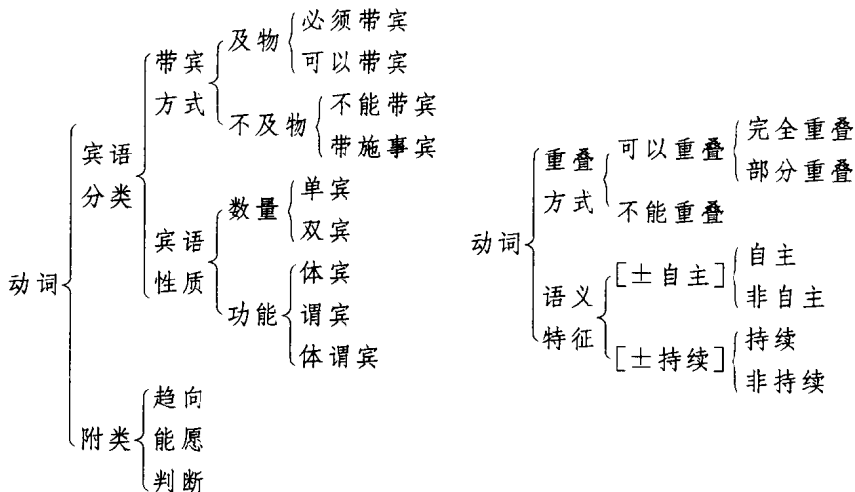 动词
宾语
分类
带宾
方式
及物
必须带宾
可以带宾
不及物
不能带宾
带施事宾
宾语
性质
数量
单宾
双宾
功能
体宾
谓宾
体谓宾
附类
趋向
能愿
判断
动词
重叠
方式
可以重叠
完全重叠
部分重叠
不能重叠
语义
特征
[±自主]
自主
非自主
[±持续]
持续
非持续